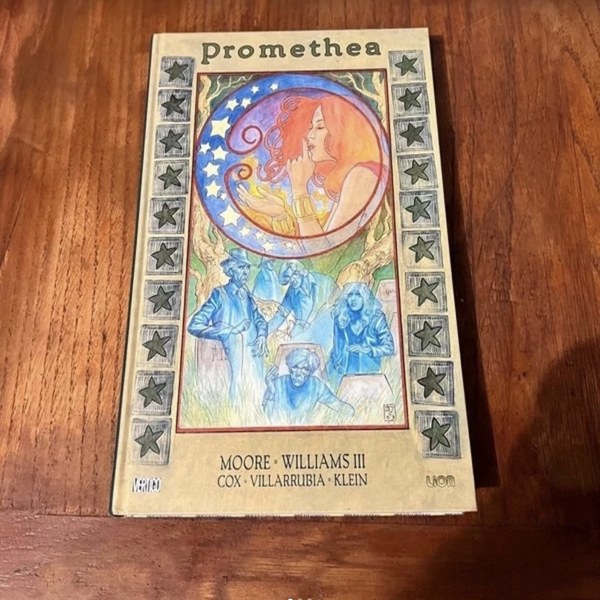 promethea
MOORE • WILLIAMS III
COX • VILLARRUBIA • KLEIN
VERTIGO
LION